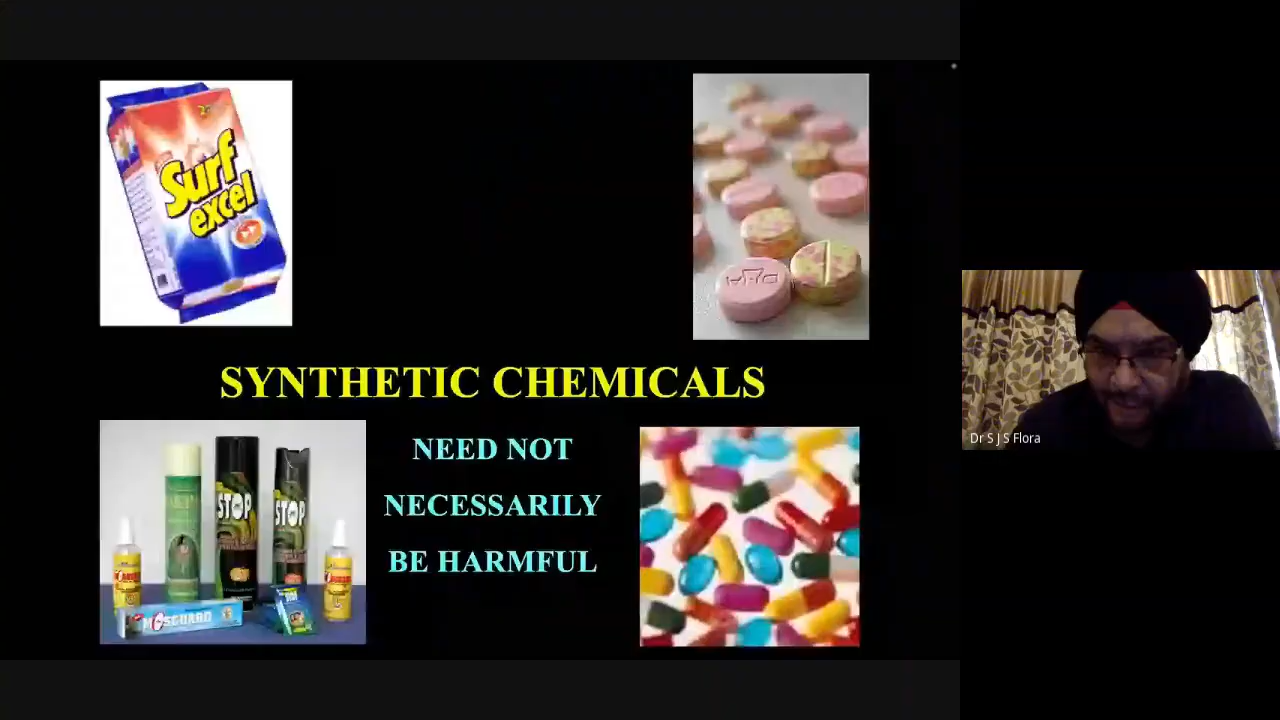 Surf
excel
SYNTHETIC CHEMICALS
NEED NOT
NECESSARILY
BE HARMFUL
STOP
STOP
MOSGUARD
Dr S J S Flora